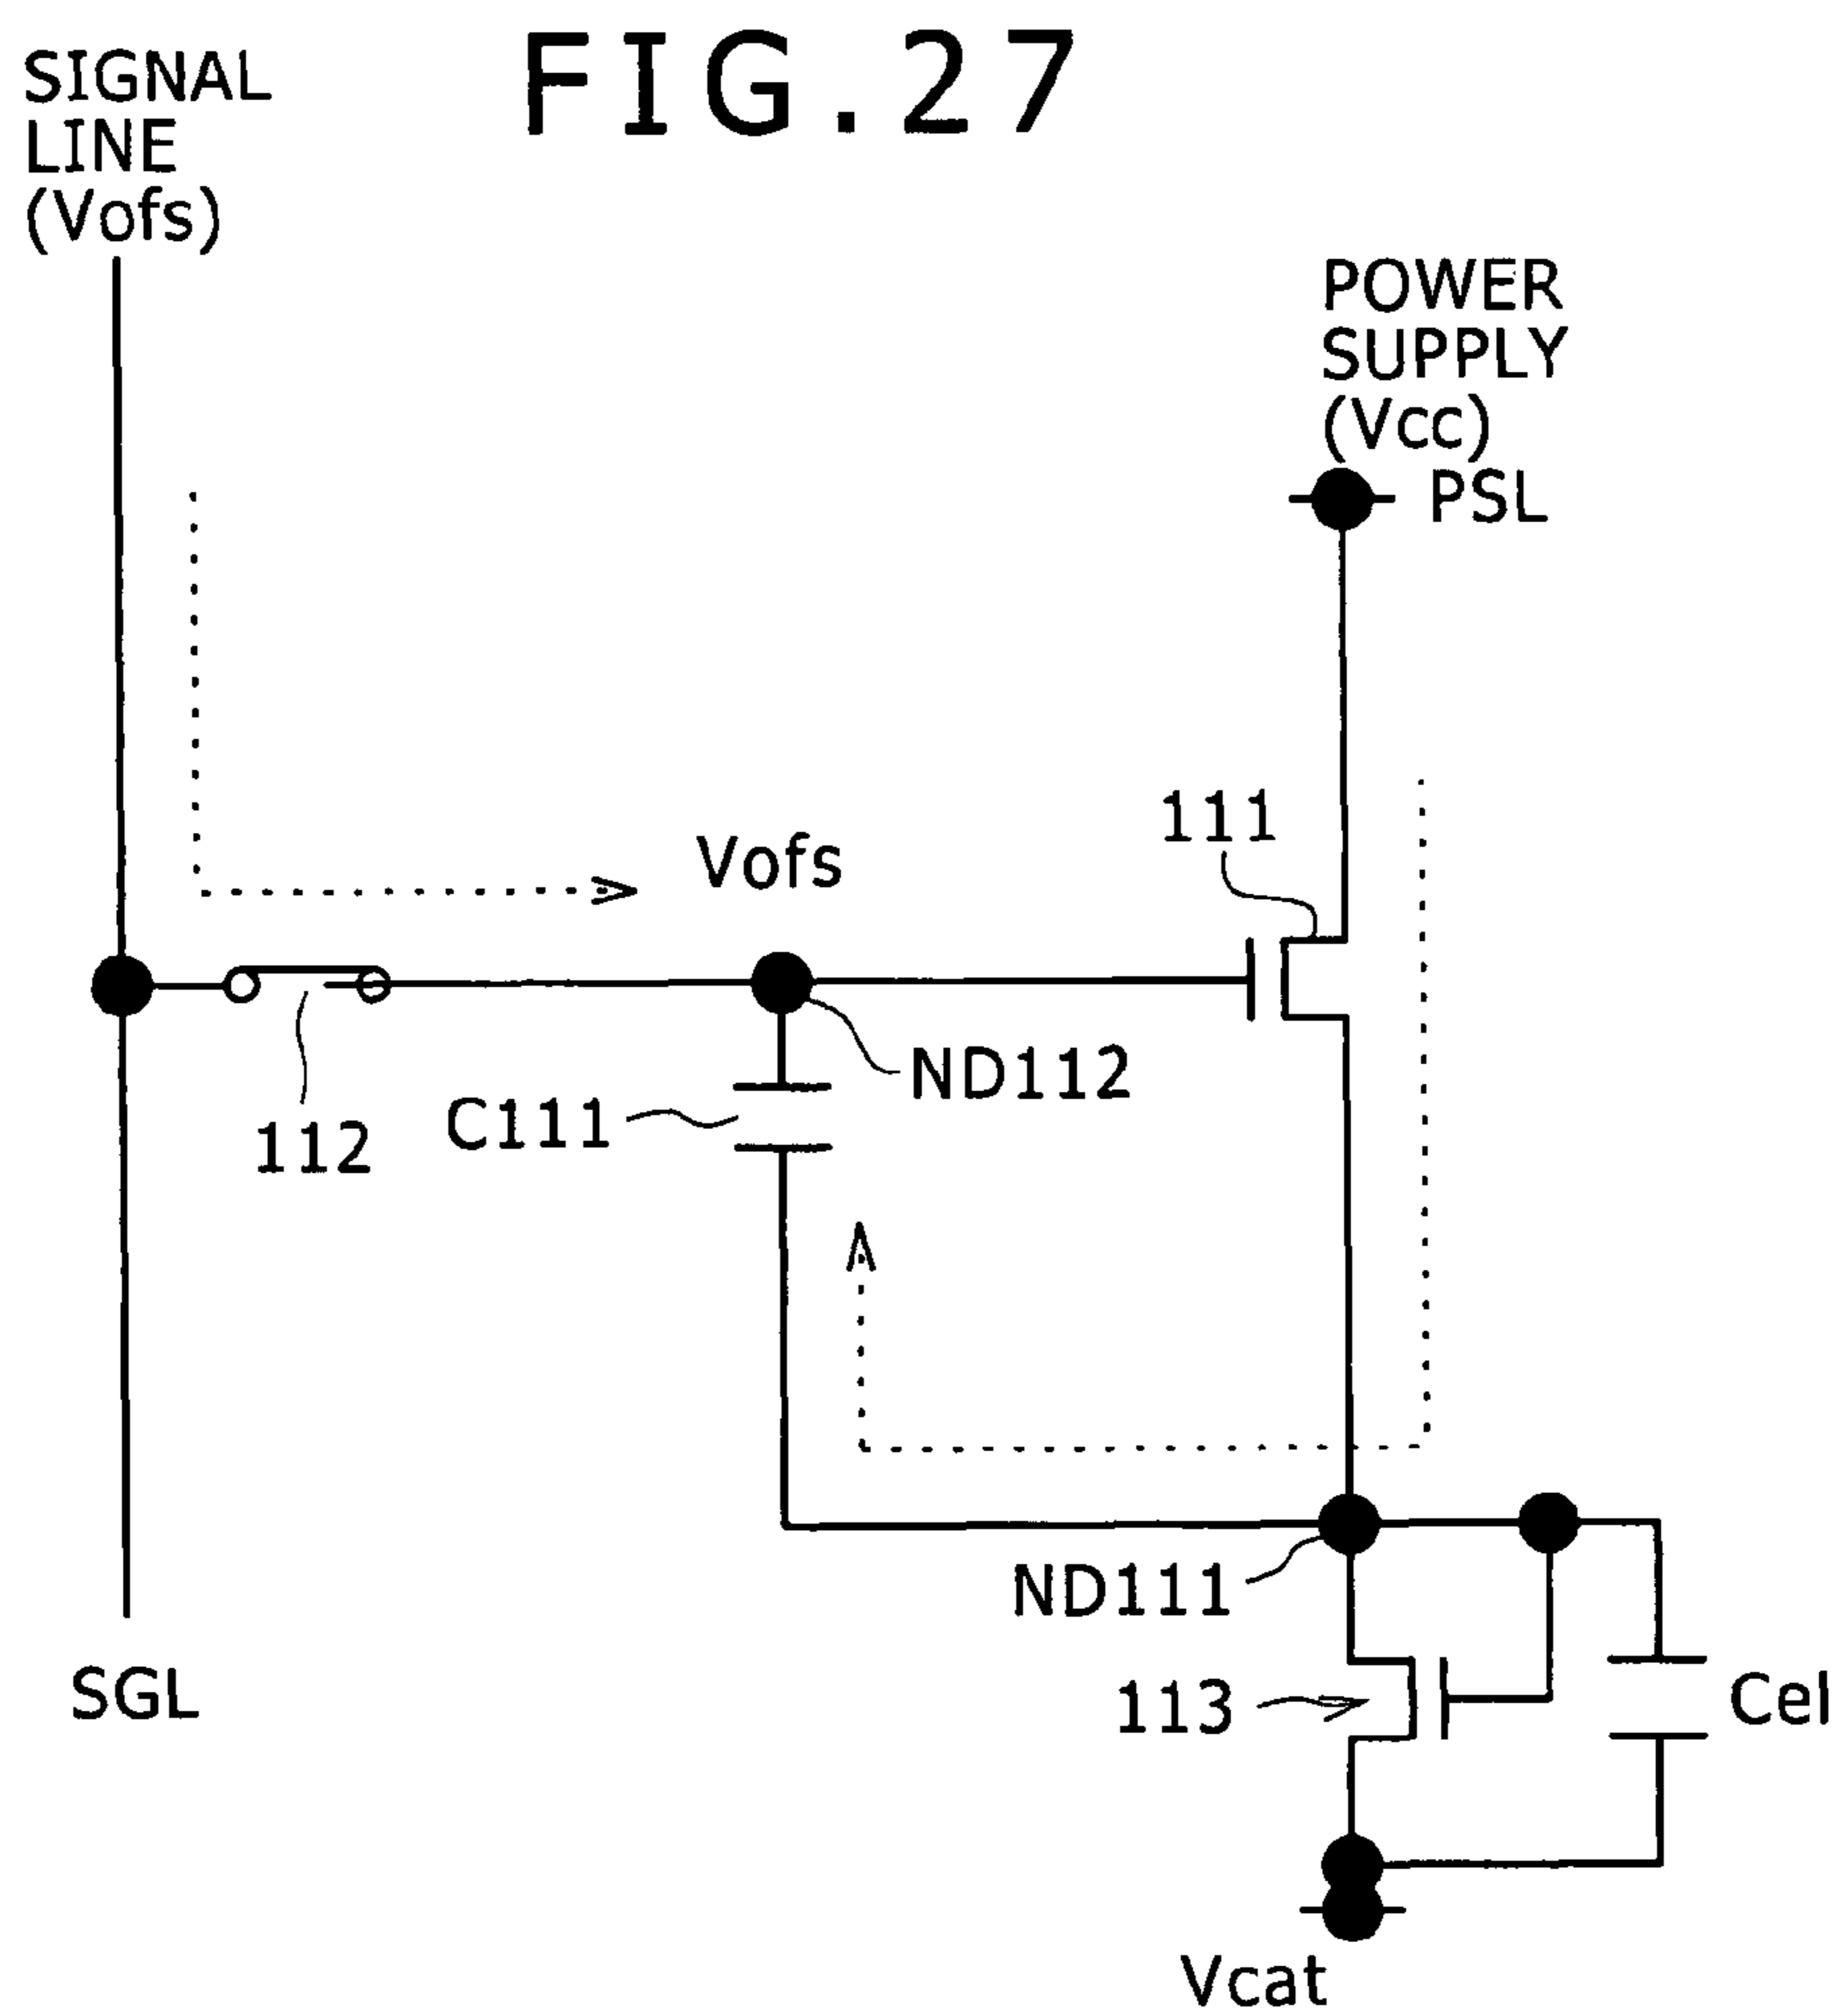 FIG.27
SIGNAL
LINE
(Vofs)
POWER
SUPPLY
(Vcc)
PSL
111
Vofs
ND112
C111
112
ND111
SGL
113
Cel
Vcat